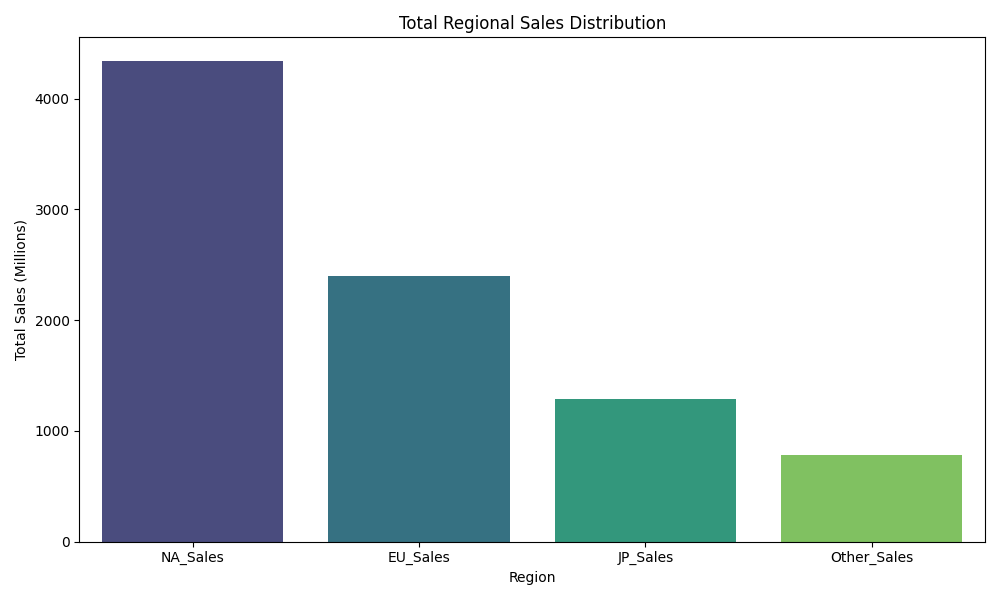 Total Regional Sales Distribution
Total Sales (Millions)
4000
3000
2000
1000
0
NA_Sales
EU_Sales
JP_Sales
Other_Sales
Region